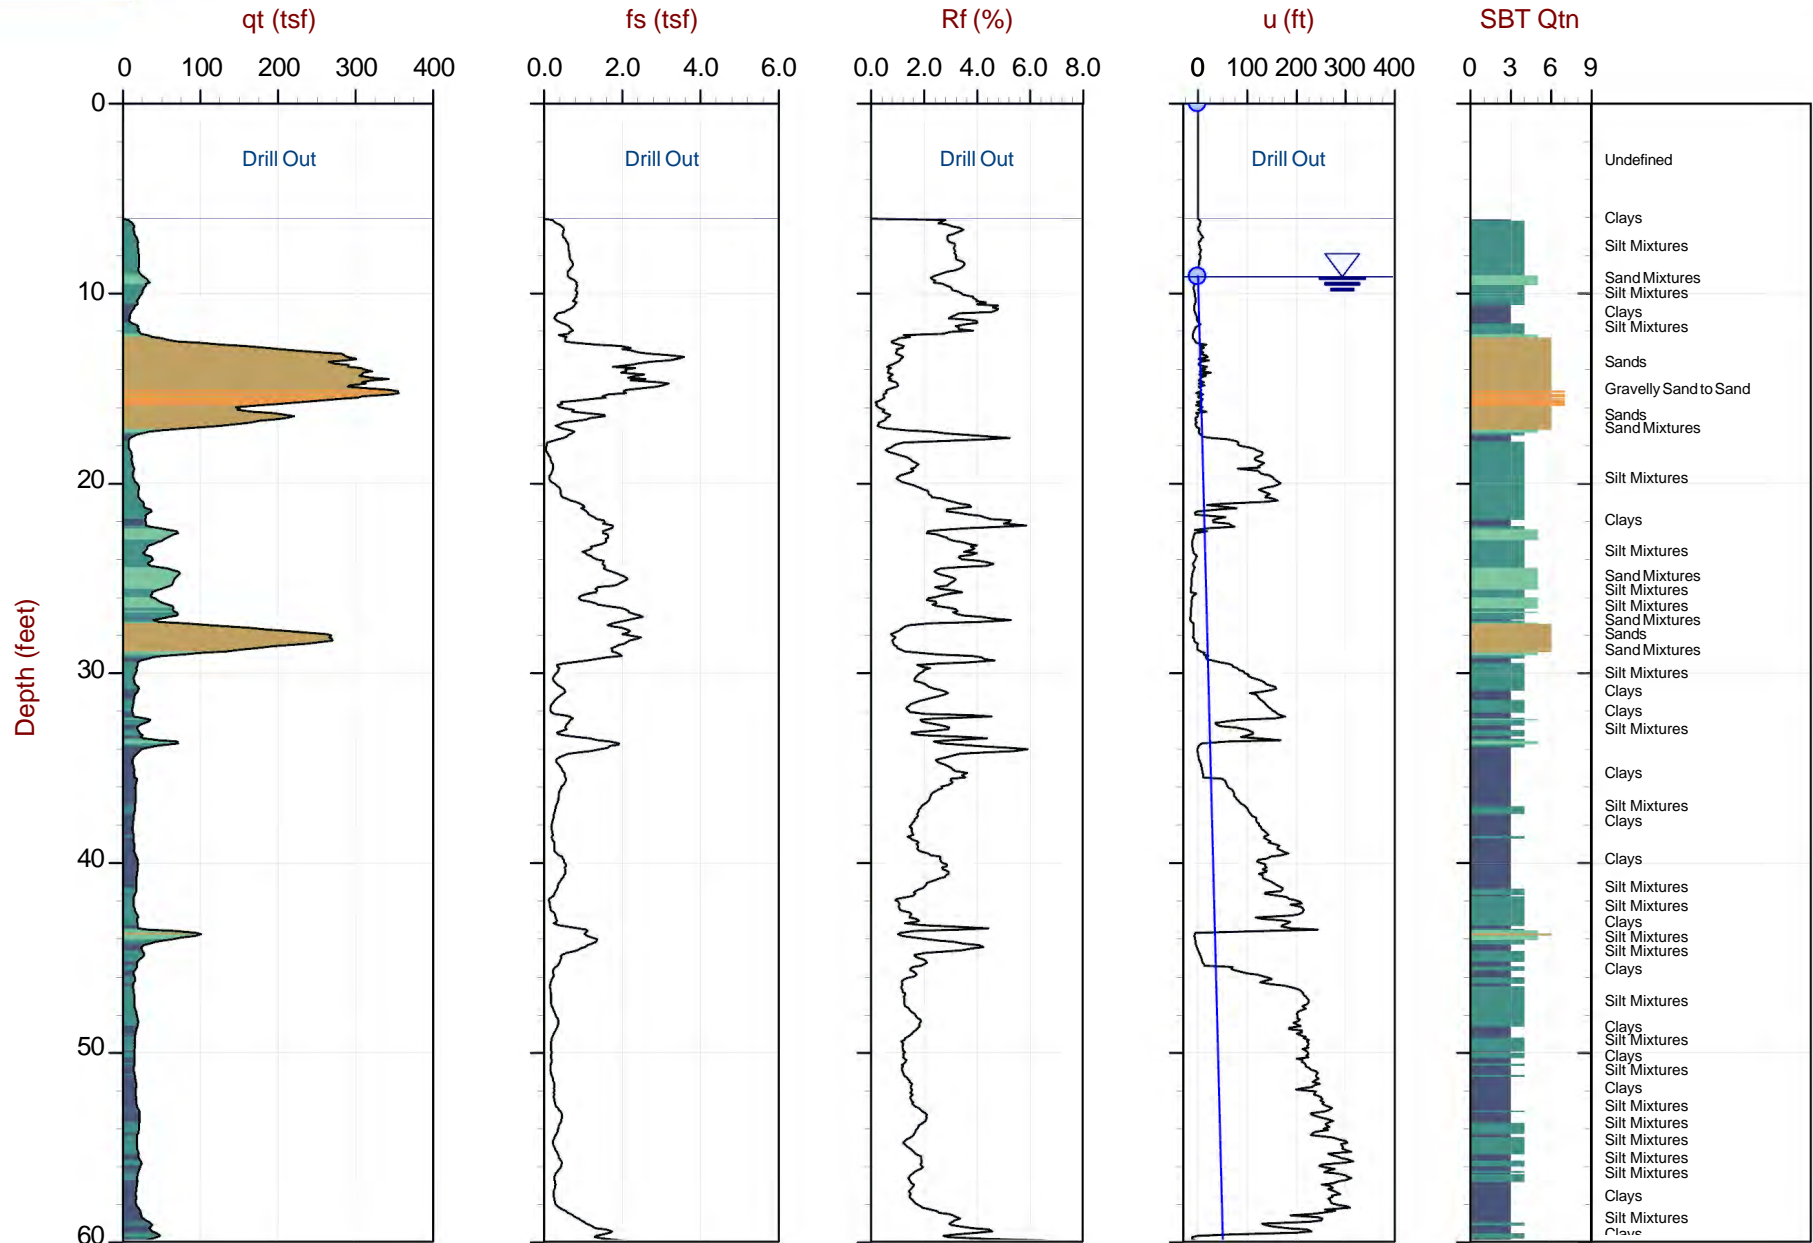 qt (tsf) fs (tsf) Rf (%) u (ft) SBT Qtn
0 100 200 300 400 0.0 2.0 4.0 6.0 0.0 2.0 4.0 6.0 8.0 0 100 200 300 400 0 3 6 9
0
Drill Out Drill Out Drill Out Drill Out Undefined
Clays
Silt Mixtures
Sand Mixtures
10 Silt Mixtures
Clays
Silt Mixtures
Sands
Gravelly Sand to Sand
Sands
Sand Mixtures
20 Silt Mixtures
Clays
Silt Mixtures
Sand Mixtures
Silt Mixtures
Silt Mixtures
Sand Mixtures
Sands
Sand Mixtures
30 Silt Mixtures
Clays
Clays
Silt Mixtures
Depth (feet)
Clays
Silt Mixtures
Clays
40 Clays
Silt Mixtures
Silt Mixtures
Clays
Silt Mixtures
Silt Mixtures
Clays
Silt Mixtures
Clays
Silt Mixtures
50 Clays
Silt Mixtures
Clays
Silt Mixtures
Silt Mixtures
Silt Mixtures
Silt Mixtures
Silt Mixtures
Clays
Silt Mixtures
60 Clays